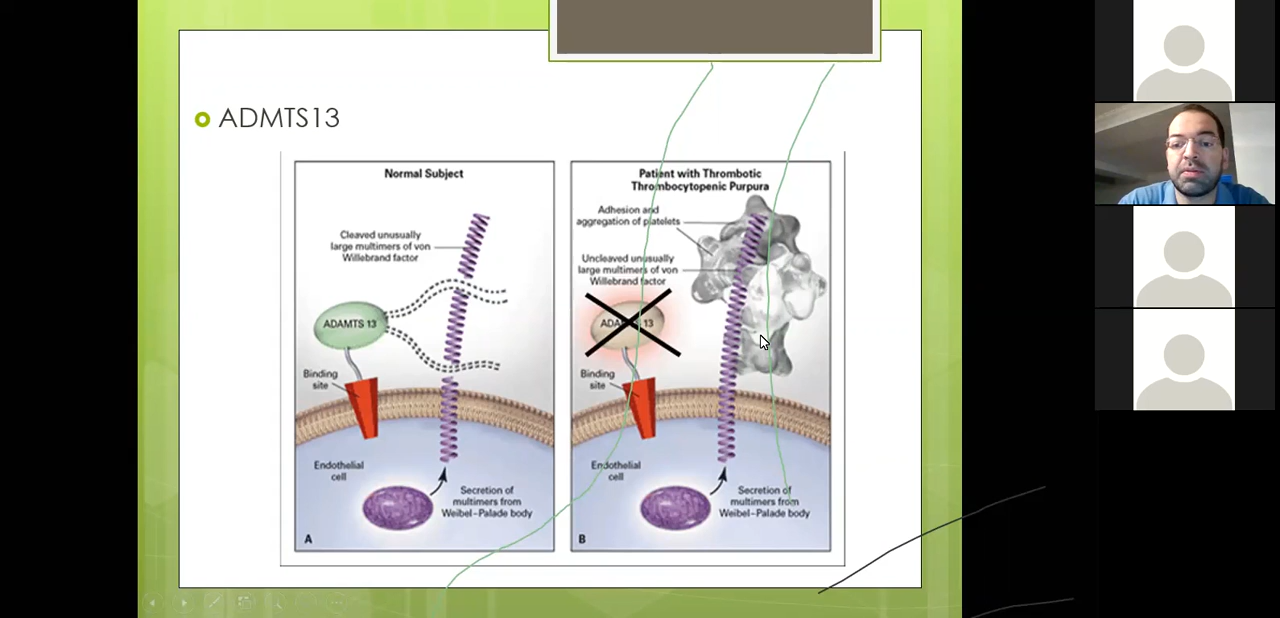 ADMTS13
Normal Subject
Cleaved unusually
large multimers of von
Willebrand factor
ADAMTS 13
Binding
site
Endothelial
cell
Secretion of
multimers from
Weibel–Palade body
A
Patient with Thrombotic
Thrombocytopenic Purpura
Adhesion and
aggregation of platelets
Uncleaved unusually
large multimers of von
Willebrand factor
13
Binding
site
Endothelial
cell
Secretion of
multimers from
Weibel–Palade body
B